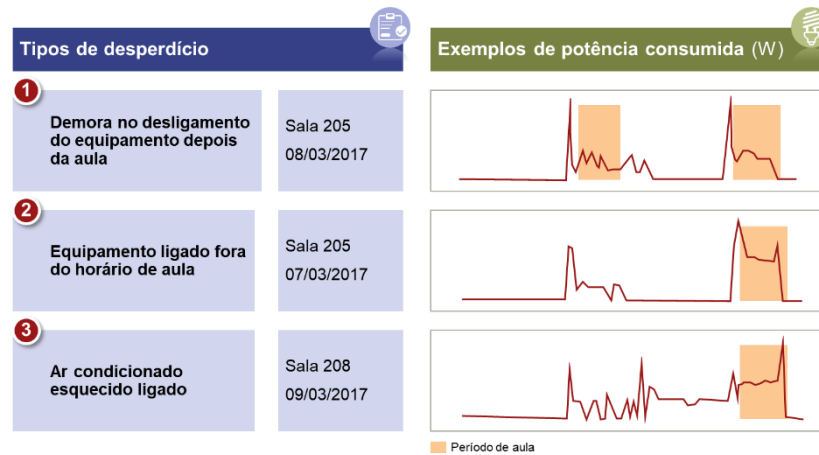 Tipos de desperdício
Exemplos de potência consumida (W)
1
Demora no desligamento
do equipamento depois
da aula
Sala 205
08/03/2017
2
Equipamento ligado fora
do horário de aula
Sala 205
07/03/2017
3
Ar condicionado
esquecido ligado
Sala 208
09/03/2017
Período de aula